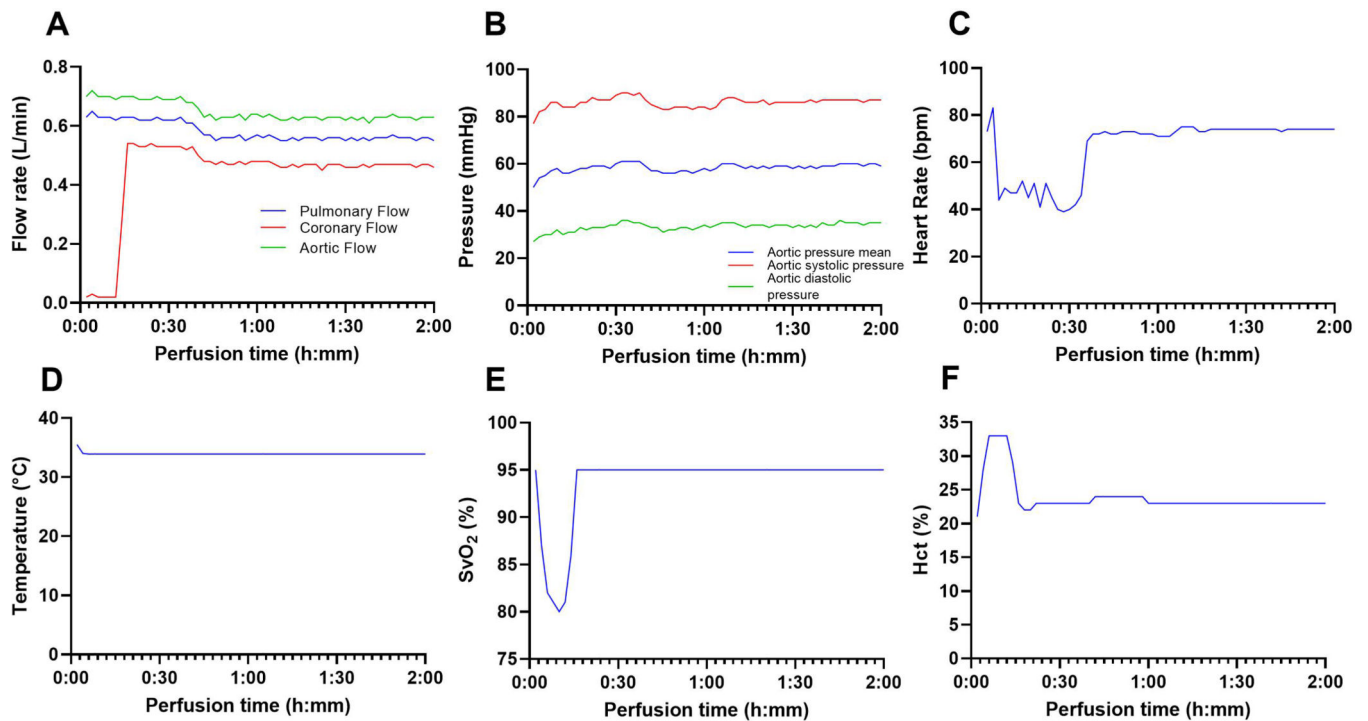 A
Flow rate (L/min)
0.8
0.6
0.4
0.2
0.0
Pulmonary Flow
Coronary Flow
Aortic Flow
0:00 0:30 1:00 1:30 2:00
Perfusion time (h:mm)
B
Pressure (mmHg)
100
80
60
40
20
0
Aortic pressure mean
Aortic systolic pressure
Aortic diastolic
pressure
0:00 0:30 1:00 1:30 2:00
Perfusion time (h:mm)
C
Heart Rate (bpm)
100
80
60
40
20
0
0:00 0:30 1:00 1:30 2:00
Perfusion time (h:mm)
D
Temperature (°C)
40
30
20
10
0
0:00 0:30 1:00 1:30 2:00
Perfusion time (h:mm)
E
SvO₂ (%)
100
95
90
85
80
75
0:00 0:30 1:00 1:30 2:00
Perfusion time (h:mm)
F
Hct (%)
35
30
25
20
15
10
5
0
0:00 0:30 1:00 1:30 2:00
Perfusion time (h:mm)